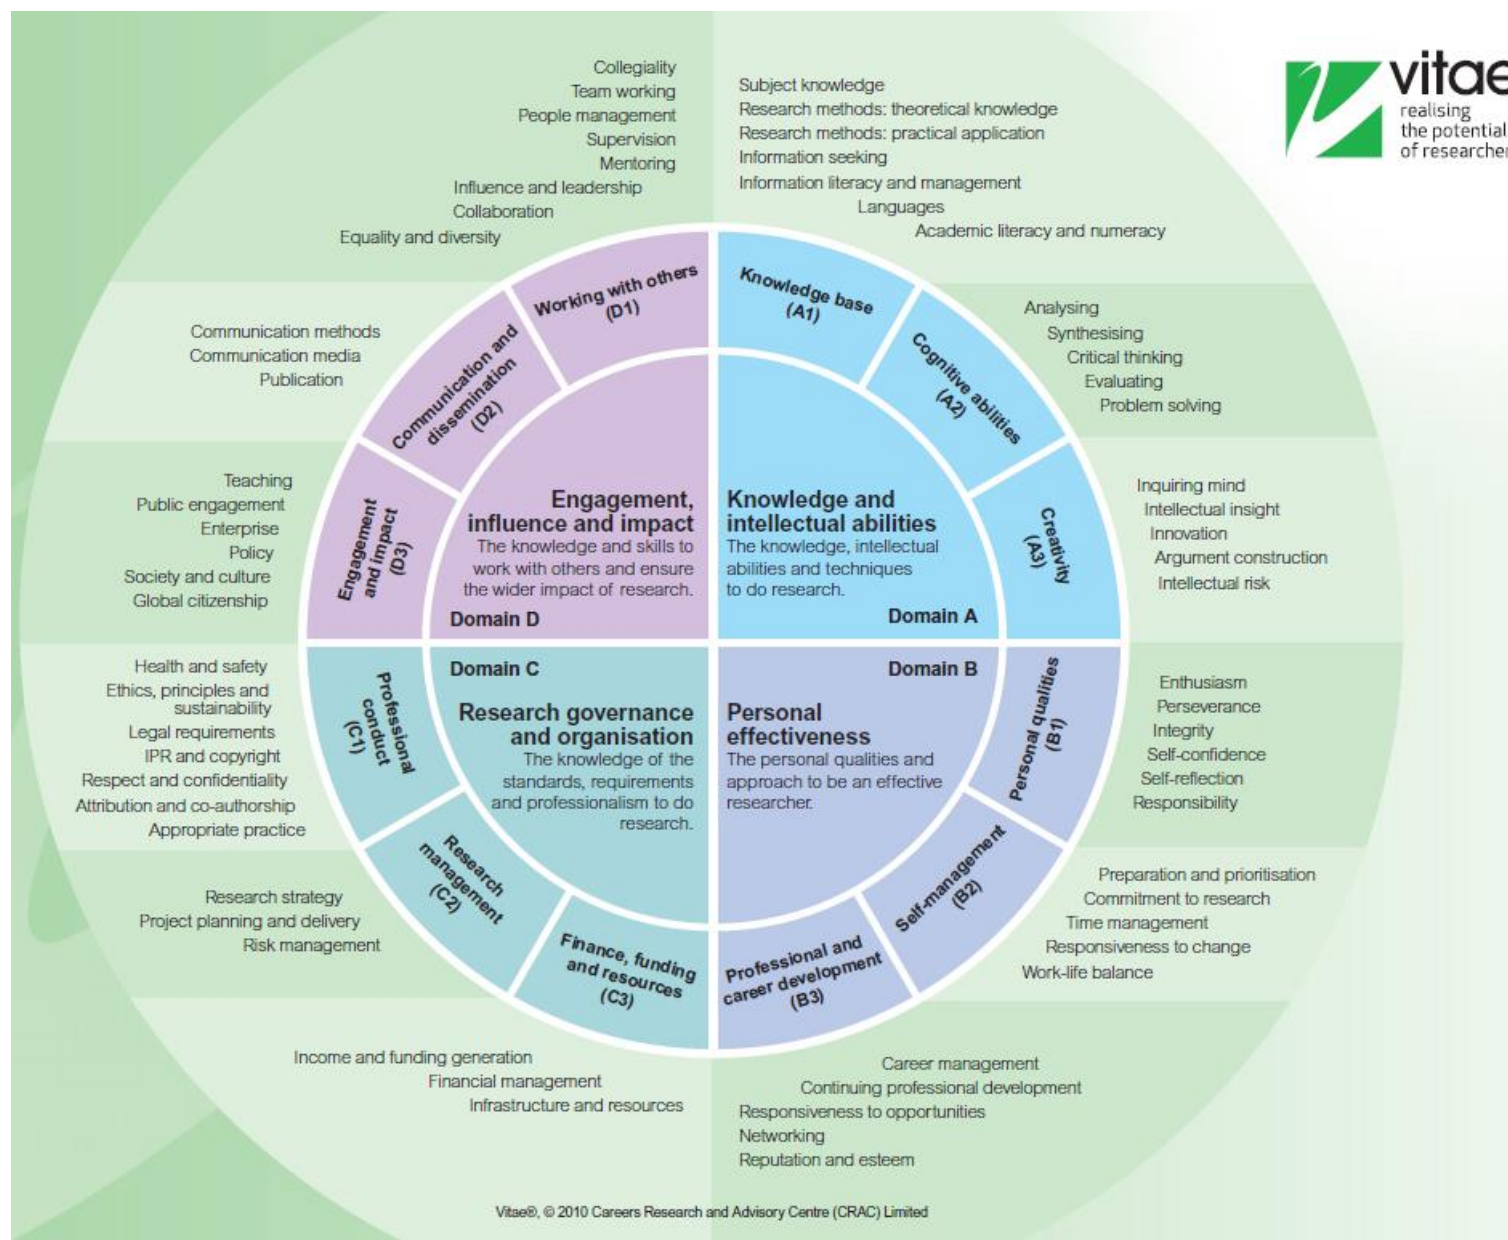 vitae
realising
the potential
of researcher
Collegiality
Team working
People management
Supervision
Mentoring
Influence and leadership
Collaboration
Equality and diversity
Subject knowledge
Research methods: theoretical knowledge
Research methods: practical application
Information seeking
Information literacy and management
Languages
Academic literacy and numeracy
Working with others
(D1)
Knowledge base
(A1)
Communication methods
Communication media
Publication
Communication and
dissemination
(D2)
Cognitive abilities
(A2)
Analysing
Synthesising
Critical thinking
Evaluating
Problem solving
Teaching
Public engagement
Enterprise
Policy
Society and culture
Global citizenship
Engagement
and impact
(D3)
Engagement,
influence and impact
The knowledge and skills to
work with others and ensure
the wider impact of research.
Domain D
Knowledge and
intellectual abilities
The knowledge, intellectual
abilities and techniques
to do research.
Domain A
Creativity
(A3)
Inquiring mind
Intellectual insight
Innovation
Argument construction
Intellectual risk
Health and safety
Ethics, principles and
sustainability
Legal requirements
IPR and copyright
Respect and confidentiality
Attribution and co-authorship
Appropriate practice
Professional
conduct
(C1)
Domain C
Research governance
and organisation
The knowledge of the
standards, requirements
and professionalism to do
research.
Domain B
Personal
effectiveness
The personal qualities and
approach to be an effective
researcher.
Personal qualities
(B1)
Enthusiasm
Perseverance
Integrity
Self-confidence
Self-reflection
Responsibility
Research strategy
Project planning and delivery
Risk management
Research
management
(C2)
Self-management
(B2)
Preparation and prioritisation
Commitment to research
Time management
Responsiveness to change
Work-life balance
Finance, funding
and resources
(C3)
Professional and
career development
(B3)
Income and funding generation
Financial management
Infrastructure and resources
Career management
Continuing professional development
Responsiveness to opportunities
Networking
Reputation and esteem
Vitae®, © 2010 Careers Research and Advisory Centre (CRAC) Limited